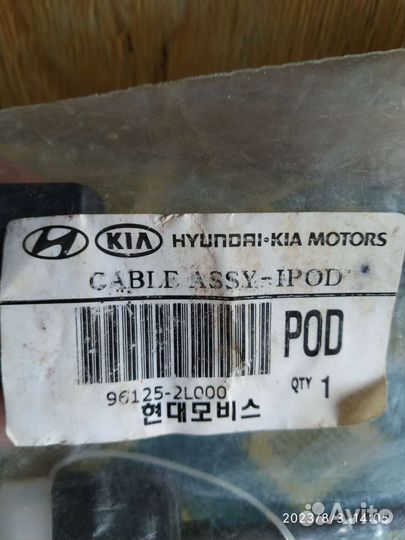 KIA HYUNDAI·KIA MOTORS
CABLE ASSY-IPOD
POD
96125-2L000
QTY 1
현대모비스
2023/8/3 14:05
Avito